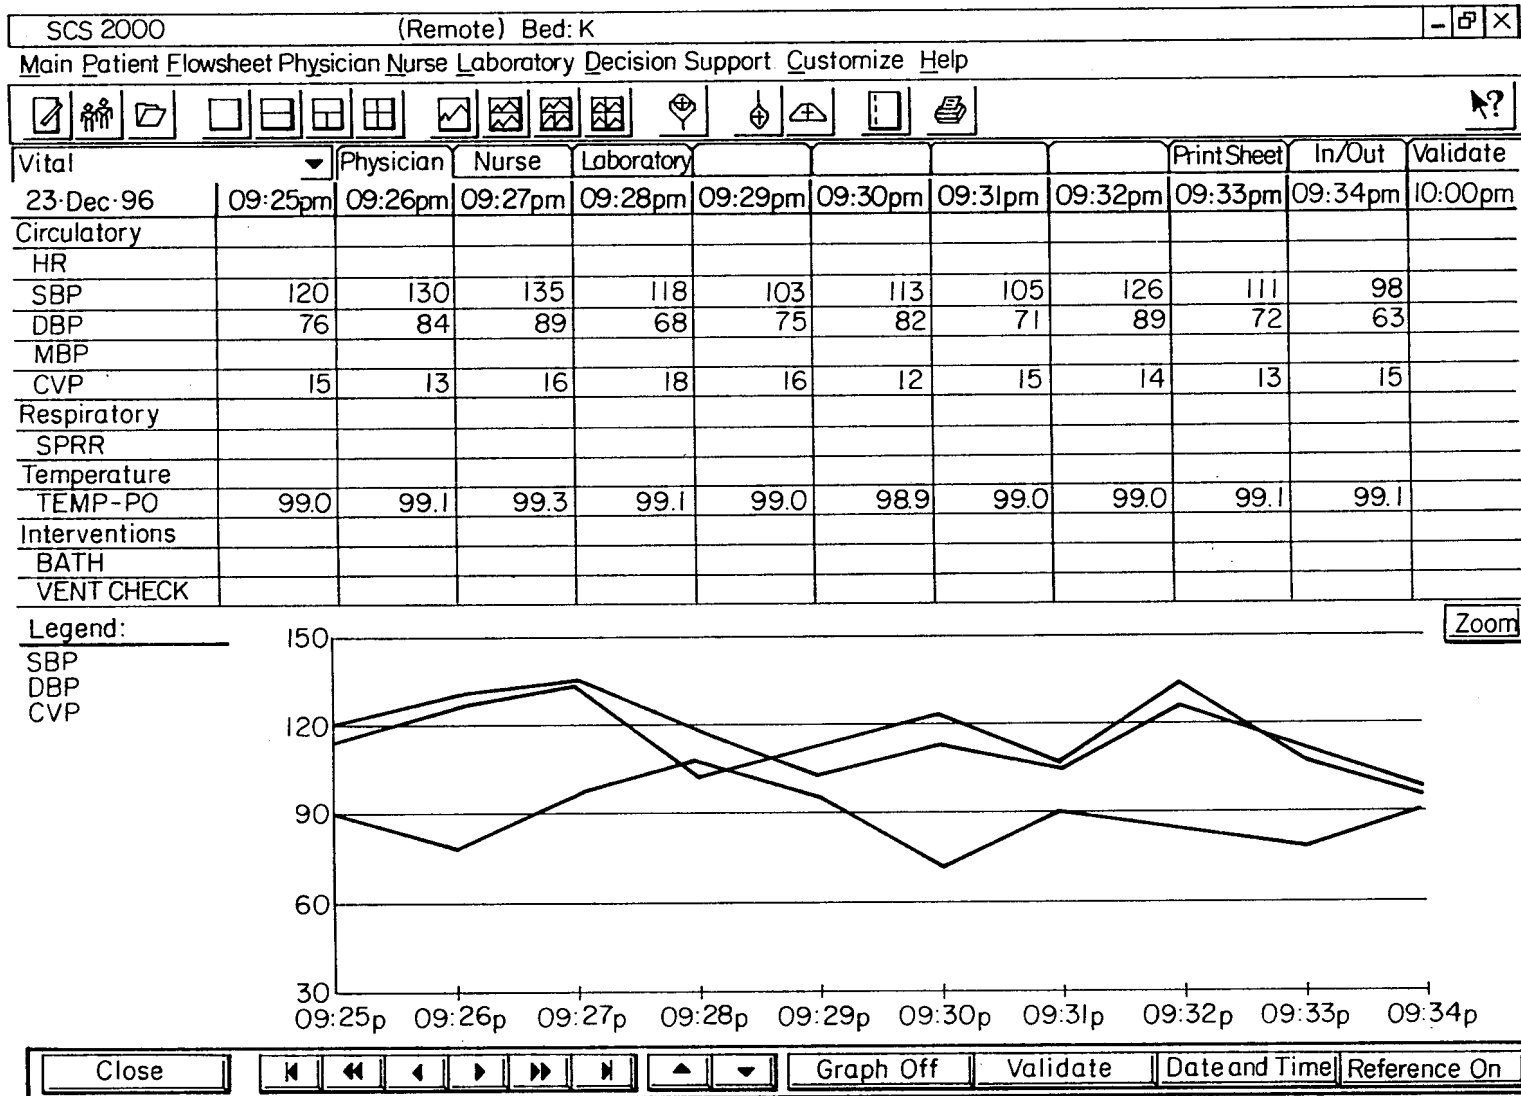 SCS 2000 (Remote) Bed: K
Main Patient Flowsheet Physician Nurse Laboratory Decision Support Customize Help
?
Vital Physician Nurse Laboratory Print Sheet In/Out Validate
23·Dec·96 09:25pm 09:26pm 09:27pm 09:28pm 09:29pm 09:30pm 09:31pm 09:32pm 09:33pm 09:34pm 10:00pm
Circulatory
HR
SBP 120 130 135 118 103 113 105 126 111 98
DBP 76 84 89 68 75 82 71 89 72 63
MBP
CVP 15 13 16 18 16 12 15 14 13 15
Respiratory
SPRR
Temperature
TEMP-PO 99.0 99.1 99.3 99.1 99.0 98.9 99.0 99.0 99.1 99.1
Interventions
BATH
VENT CHECK
Legend:
SBP
DBP
CVP
Zoom
150
120
90
60
30
09:25p 09:26p 09:27p 09:28p 09:29p 09:30p 09:31p 09:32p 09:33p 09:34p
Close Graph Off Validate Date and Time Reference On